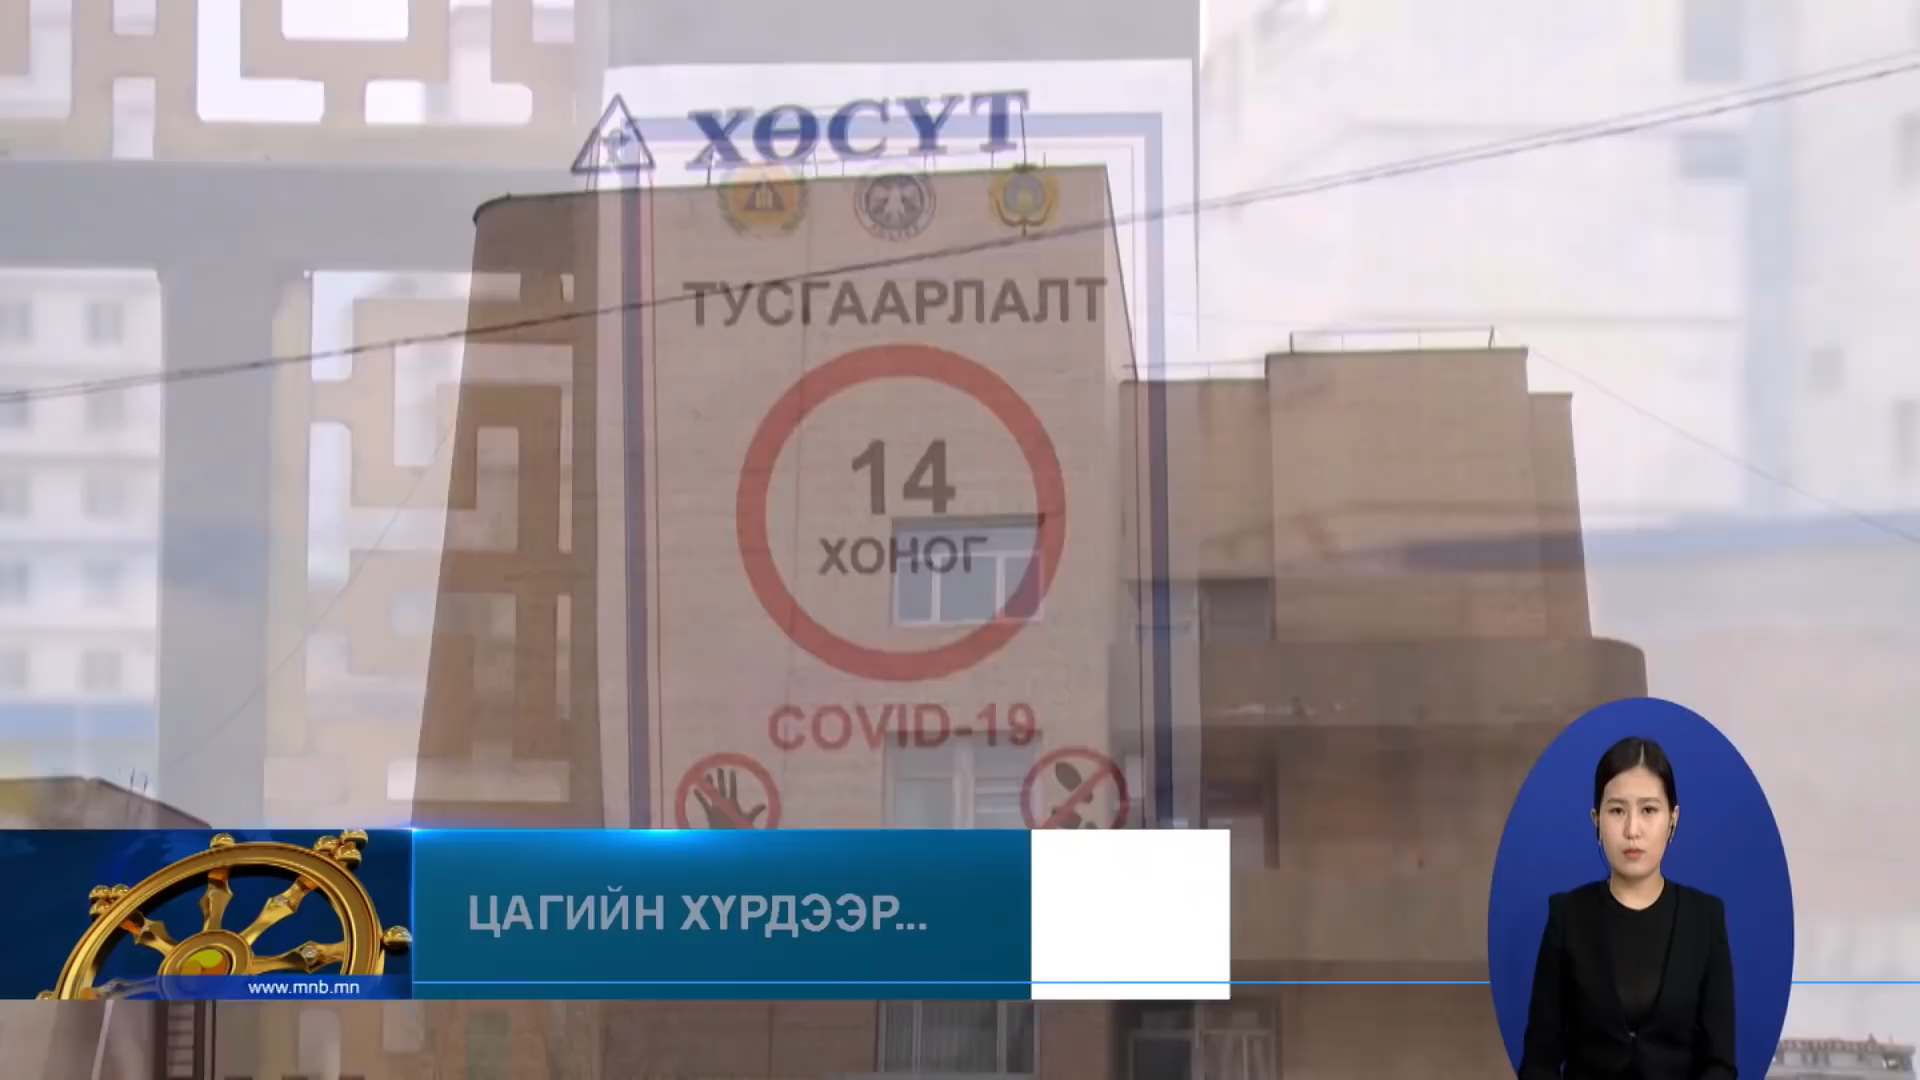 ХӨСҮТ
ТУСГААРЛАЛТ
14
ХОНОГ
COVID-19
ЦАГИЙН ХҮРДЭЭР...
www.mnb.mn